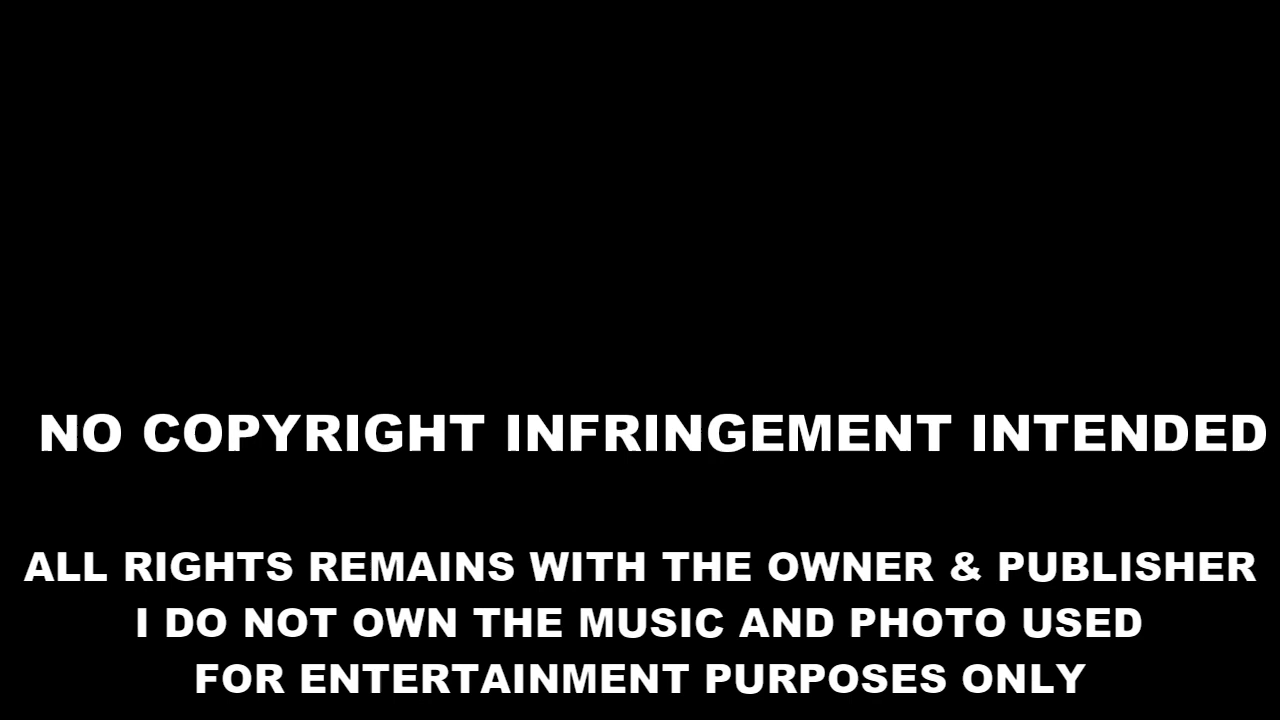 NO COPYRIGHT INFRINGEMENT INTENDED
ALL RIGHTS REMAINS WITH THE OWNER & PUBLISHER
I DO NOT OWN THE MUSIC AND PHOTO USED
FOR ENTERTAINMENT PURPOSES ONLY